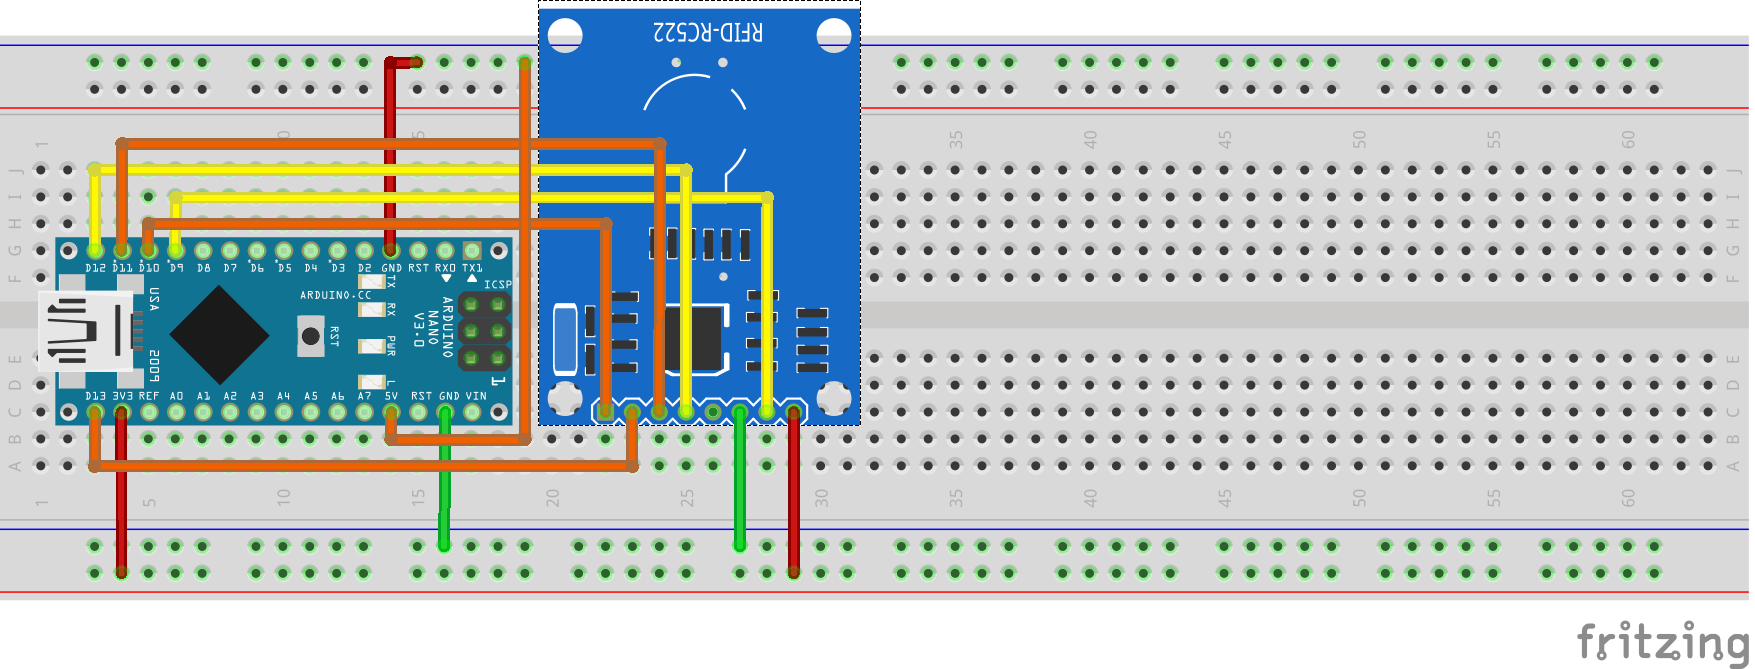 RFID-RC522
1
5
10
15
20
25
30
35
40
45
50
55
60
J
I
H
G
F
J
I
H
G
F
D12 D11 D10 D9 D8 D7 D6 D5 D4 D3 D2 GND RST RX0 TX1
USA
2009
ARDUINO.CC
RST
TX
RX
PWR
L
ARDUINO
NANO
V3.0
ICSP
1
D13 3V3 REF A0 A1 A2 A3 A4 A5 A6 A7 5V RST GND VIN
E
D
C
B
A
E
D
C
B
A
1
5
10
15
20
25
30
35
40
45
50
55
60
fritzing